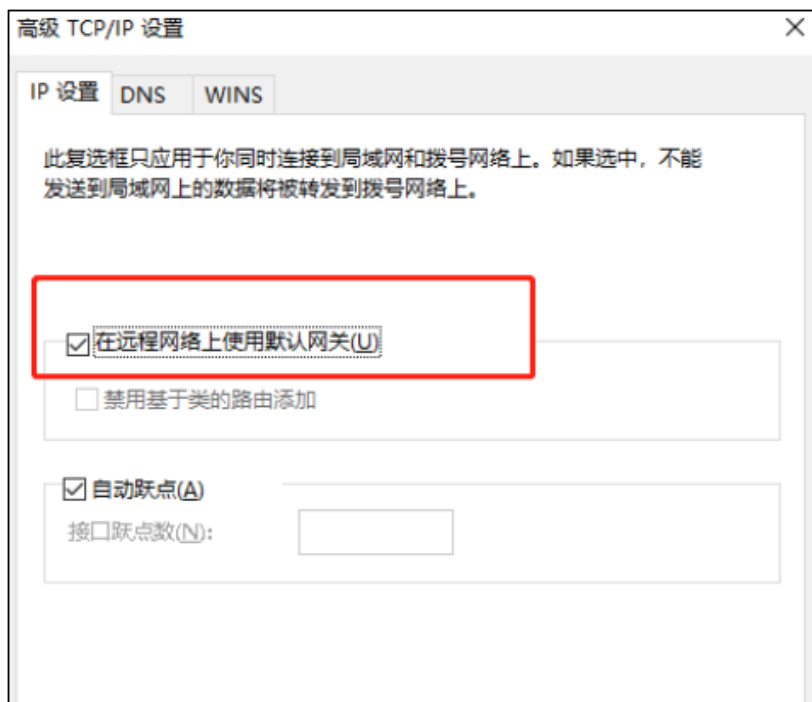 高级 TCP/IP 设置
IP 设置 DNS WINS
此复选框只应用于你同时连接到局域网和拨号网络上。如果选中，不能
发送到局域网上的数据将被转发到拨号网络上。
在远程网络上使用默认网关(U)
禁用基于类的路由添加
自动跃点(A)
接口跃点数(N):